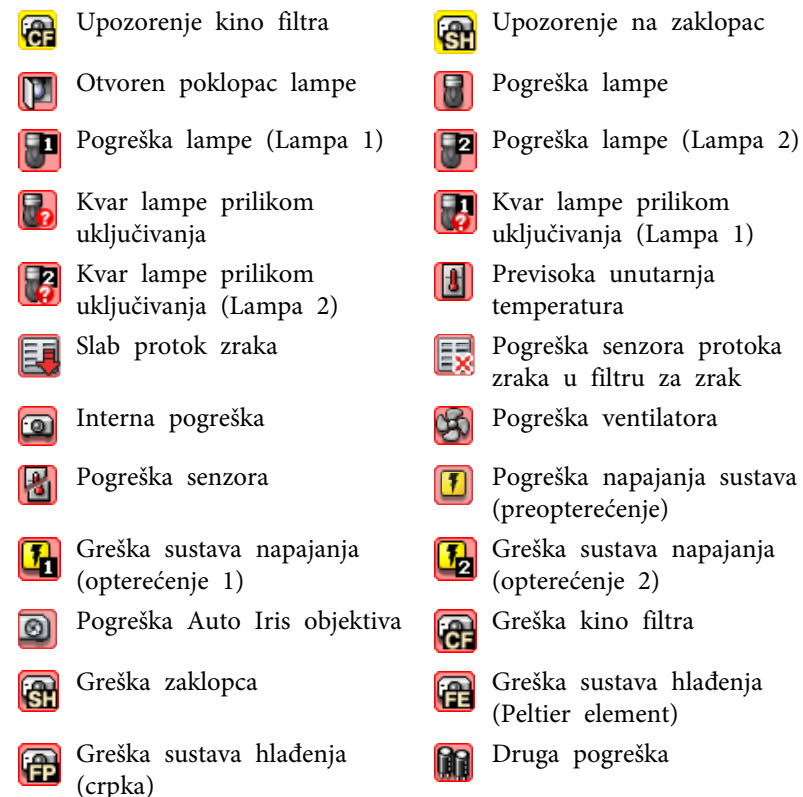 Upozorenje kino filtra
Upozorenje na zaklopac
Otvoren poklopac lampe
Pogreška lampe
Pogreška lampe (Lampa 1)
Pogreška lampe (Lampa 2)
Kvar lampe prilikom
uključivanja
Kvar lampe prilikom
uključivanja (Lampa 1)
Kvar lampe prilikom
uključivanja (Lampa 2)
Previsoka unutarnja
temperatura
Slab protok zraka
Pogreška senzora protoka
zraka u filtru za zrak
Interna pogreška
Pogreška ventilatora
Pogreška senzora
Pogreška napajanja sustava
(preopterećenje)
Greška sustava napajanja
(opterećenje 1)
Greška sustava napajanja
(opterećenje 2)
Pogreška Auto Iris objektiva
Greška kino filtra
Greška zaklopca
Greška sustava hlađenja
(Peltier element)
Greška sustava hlađenja
(crpka)
Druga pogreška